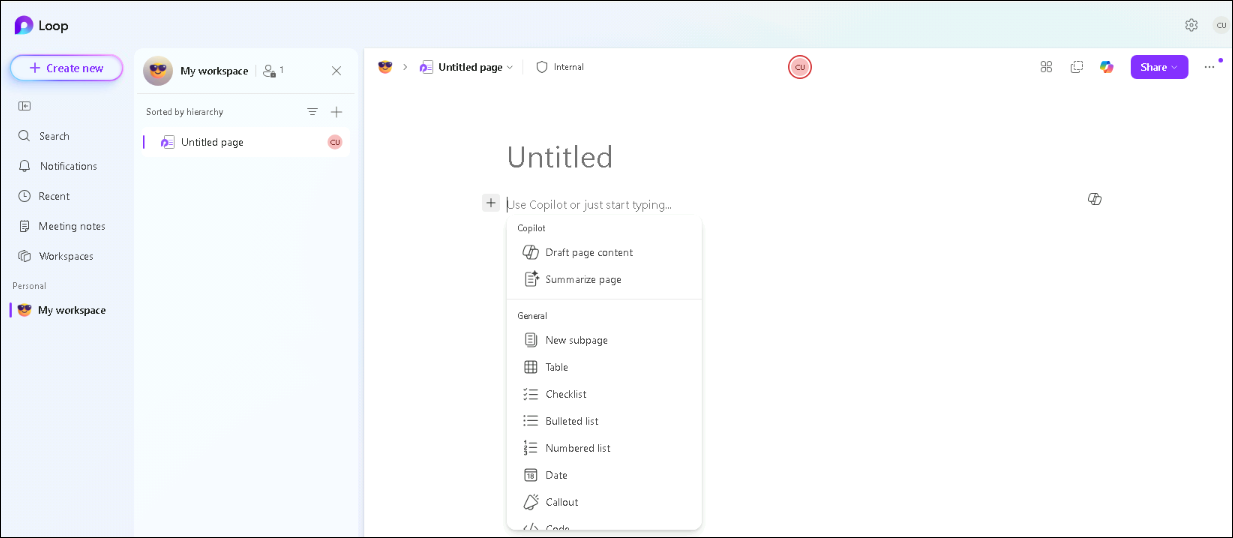 Loop
CU
Create new
My workspace
1
Untitled page
Internal
CU
Share
Sorted by hierarchy
Search
Untitled page
CU
Notifications
Recent
Meeting notes
Workspaces
Personal
My workspace
Untitled
Use Copilot or just start typing...
Copilot
Draft page content
Summarize page
General
New subpage
Table
Checklist
Bulleted list
Numbered list
18
Date
Callout
Code